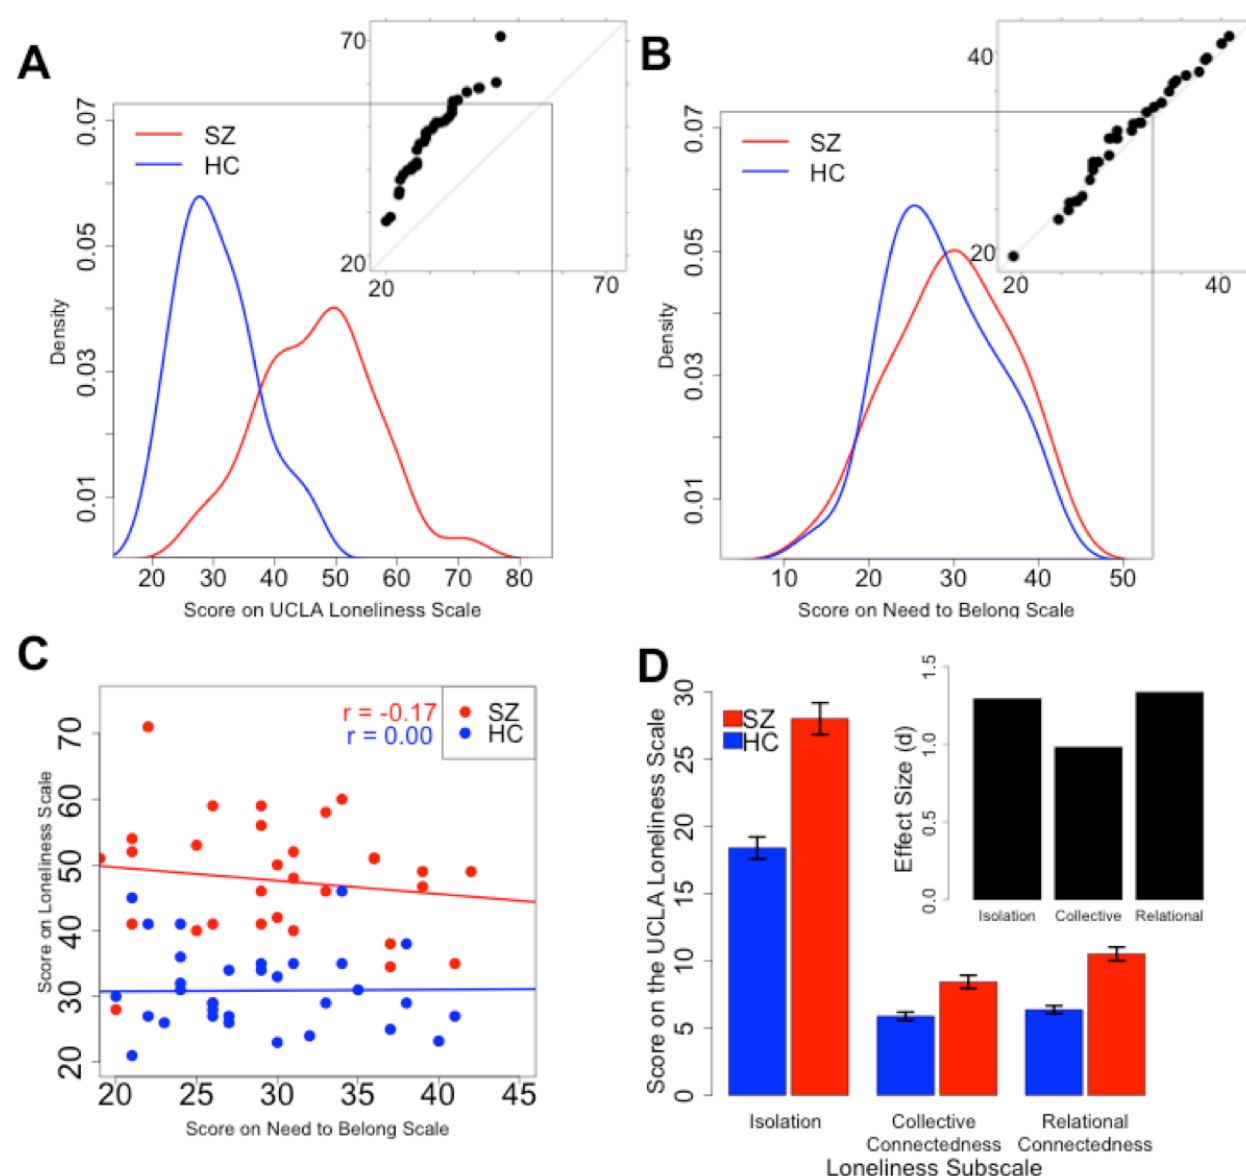 A
70
20
20
70
SZ
HC
0.07
0.05
0.03
0.01
Density
20 30 40 50 60 70 80
Score on UCLA Loneliness Scale
B
40
20
20
40
SZ
HC
0.07
0.05
0.03
0.01
Density
10 20 30 40 50
Score on Need to Belong Scale
C
r = -0.17
r = 0.00
SZ
HC
70
60
50
40
30
20
Score on Loneliness Scale
20 25 30 35 40 45
Score on Need to Belong Scale
D
SZ
HC
30
25
20
15
10
5
0
Score on the UCLA Loneliness Scale
1.5
1.0
0.5
0.0
Effect Size (d)
Isolation Collective Relational
Isolation
Collective
Connectedness
Relational
Connectedness
Loneliness Subscale